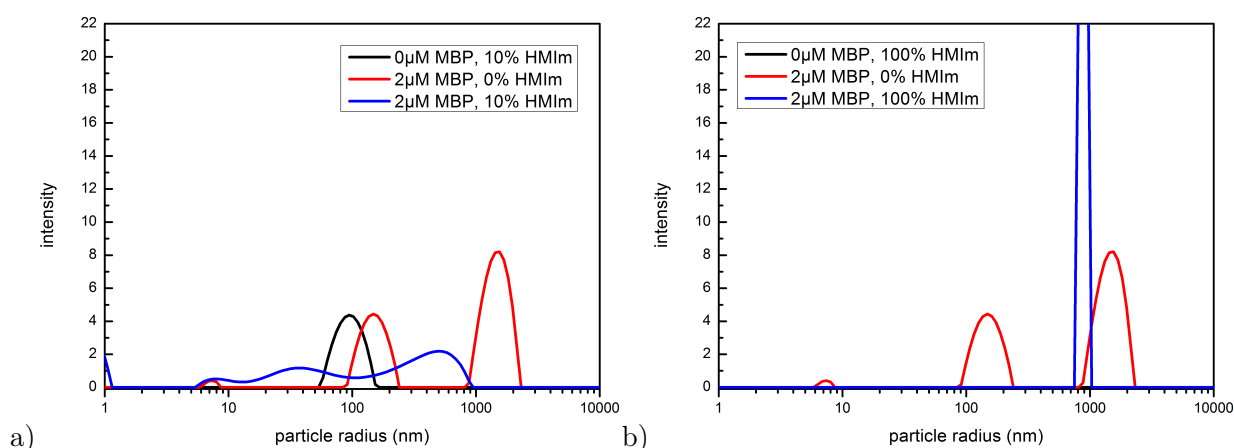 22
20
18
16
14
12
10
8
6
4
2
0
intensity
0µM MBP, 10% HMIm
2µM MBP, 0% HMIm
2µM MBP, 10% HMIm
1 10 100 1000 10000
particle radius (nm)
a)
22
20
18
16
14
12
10
8
6
4
2
0
intensity
0µM MBP, 100% HMIm
2µM MBP, 0% HMIm
2µM MBP, 100% HMIm
1 10 100 1000 10000
particle radius (nm)
b)